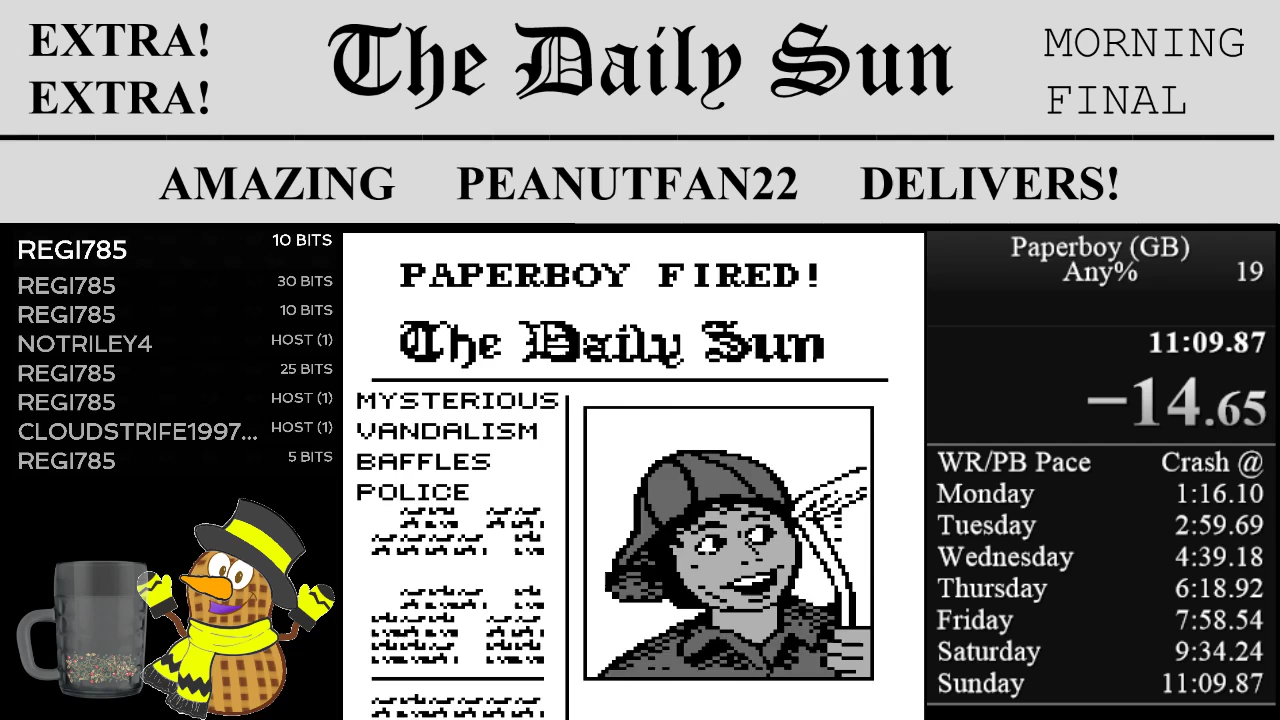 EXTRA!
EXTRA!
The Daily Sun
MORNING
FINAL
AMAZING PEANUTFAN22 DELIVERS!
REGI785 10 BITS
REGI785 30 BITS
REGI785 10 BITS
NOTRILEY4 HOST (1)
REGI785 25 BITS
REGI785 HOST (1)
CLOUDSTRIFE1997... HOST (1)
REGI785 5 BITS
PAPERBOY FIRED!
The Daily Sun
MYSTERIOUS
VANDALISM
BAFFLES
POLICE
Paperboy (GB)
Any% 19
11:09.87
−14.65
WR/PB Pace Crash @
Monday 1:16.10
Tuesday 2:59.69
Wednesday 4:39.18
Thursday 6:18.92
Friday 7:58.54
Saturday 9:34.24
Sunday 11:09.87